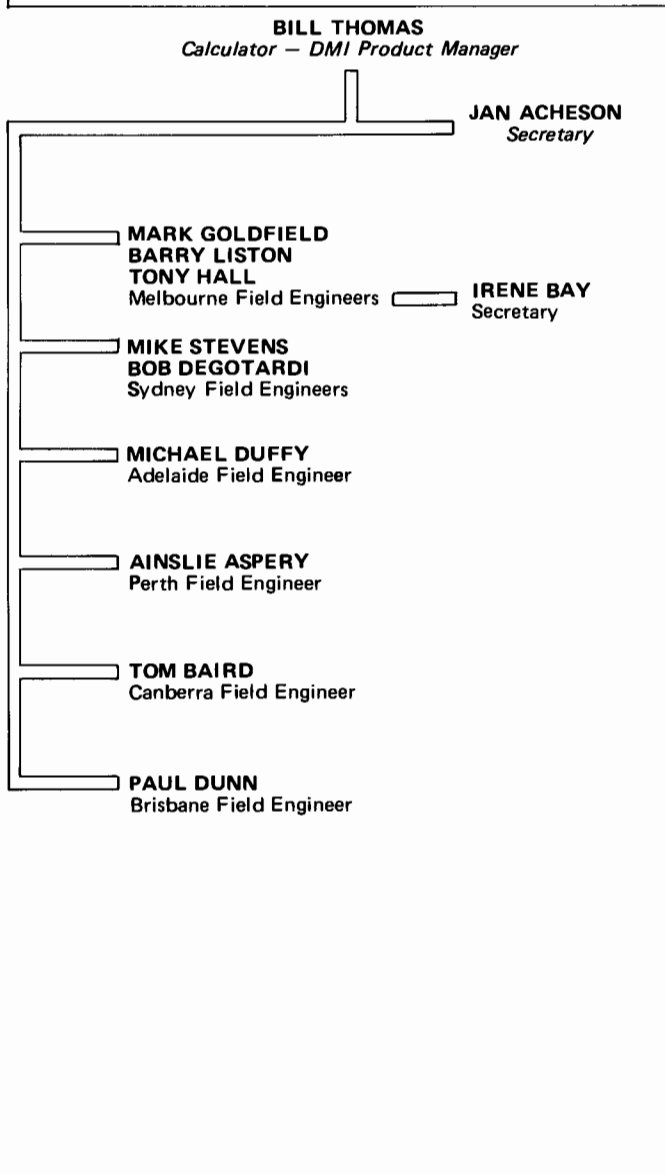 BILL THOMAS
Calculator — DMI Product Manager
JAN ACHESON
Secretary
MARK GOLDFIELD
BARRY LISTON
TONY HALL
Melbourne Field Engineers
IRENE BAY
Secretary
MIKE STEVENS
BOB DEGOTARDI
Sydney Field Engineers
MICHAEL DUFFY
Adelaide Field Engineer
AINSLIE ASPERY
Perth Field Engineer
TOM BAIRD
Canberra Field Engineer
PAUL DUNN
Brisbane Field Engineer